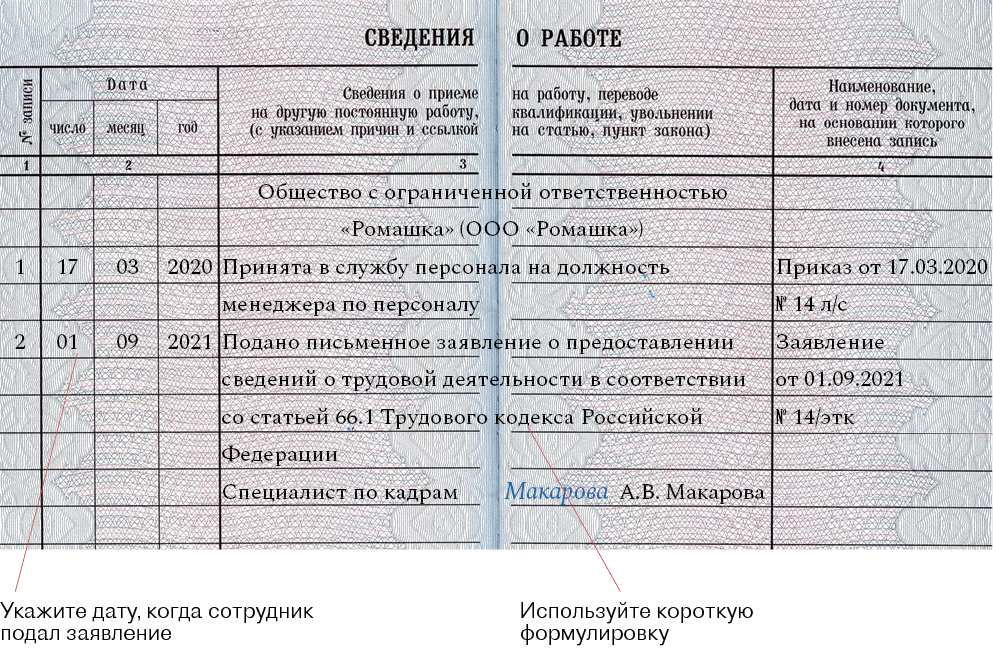 СВЕДЕНИЯ О РАБОТЕ
№ записи
Дата
число месяц год
Сведения о приеме на работу, переводе
на другую постоянную работу, квалификации, увольнении
(с указанием причин и ссылкой на статью, пункт закона)
Наименование,
дата и номер документа,
на основании которого
внесена запись
1 2 3 4
Общество с ограниченной ответственностью
«Ромашка» (ООО «Ромашка»)
1 17 03 2020 Принята в службу персонала на должность Приказ от 17.03.2020
менеджера по персоналу № 14 л/с
2 01 09 2021 Подано письменное заявление о предоставлении Заявление
сведений о трудовой деятельности в соответствии от 01.09.2021
со статьей 66.1 Трудового кодекса Российской № 14/этк
Федерации
Специалист по кадрам Макарова А.В. Макарова
Укажите дату, когда сотрудник
подал заявление
Используйте короткую
формулировку